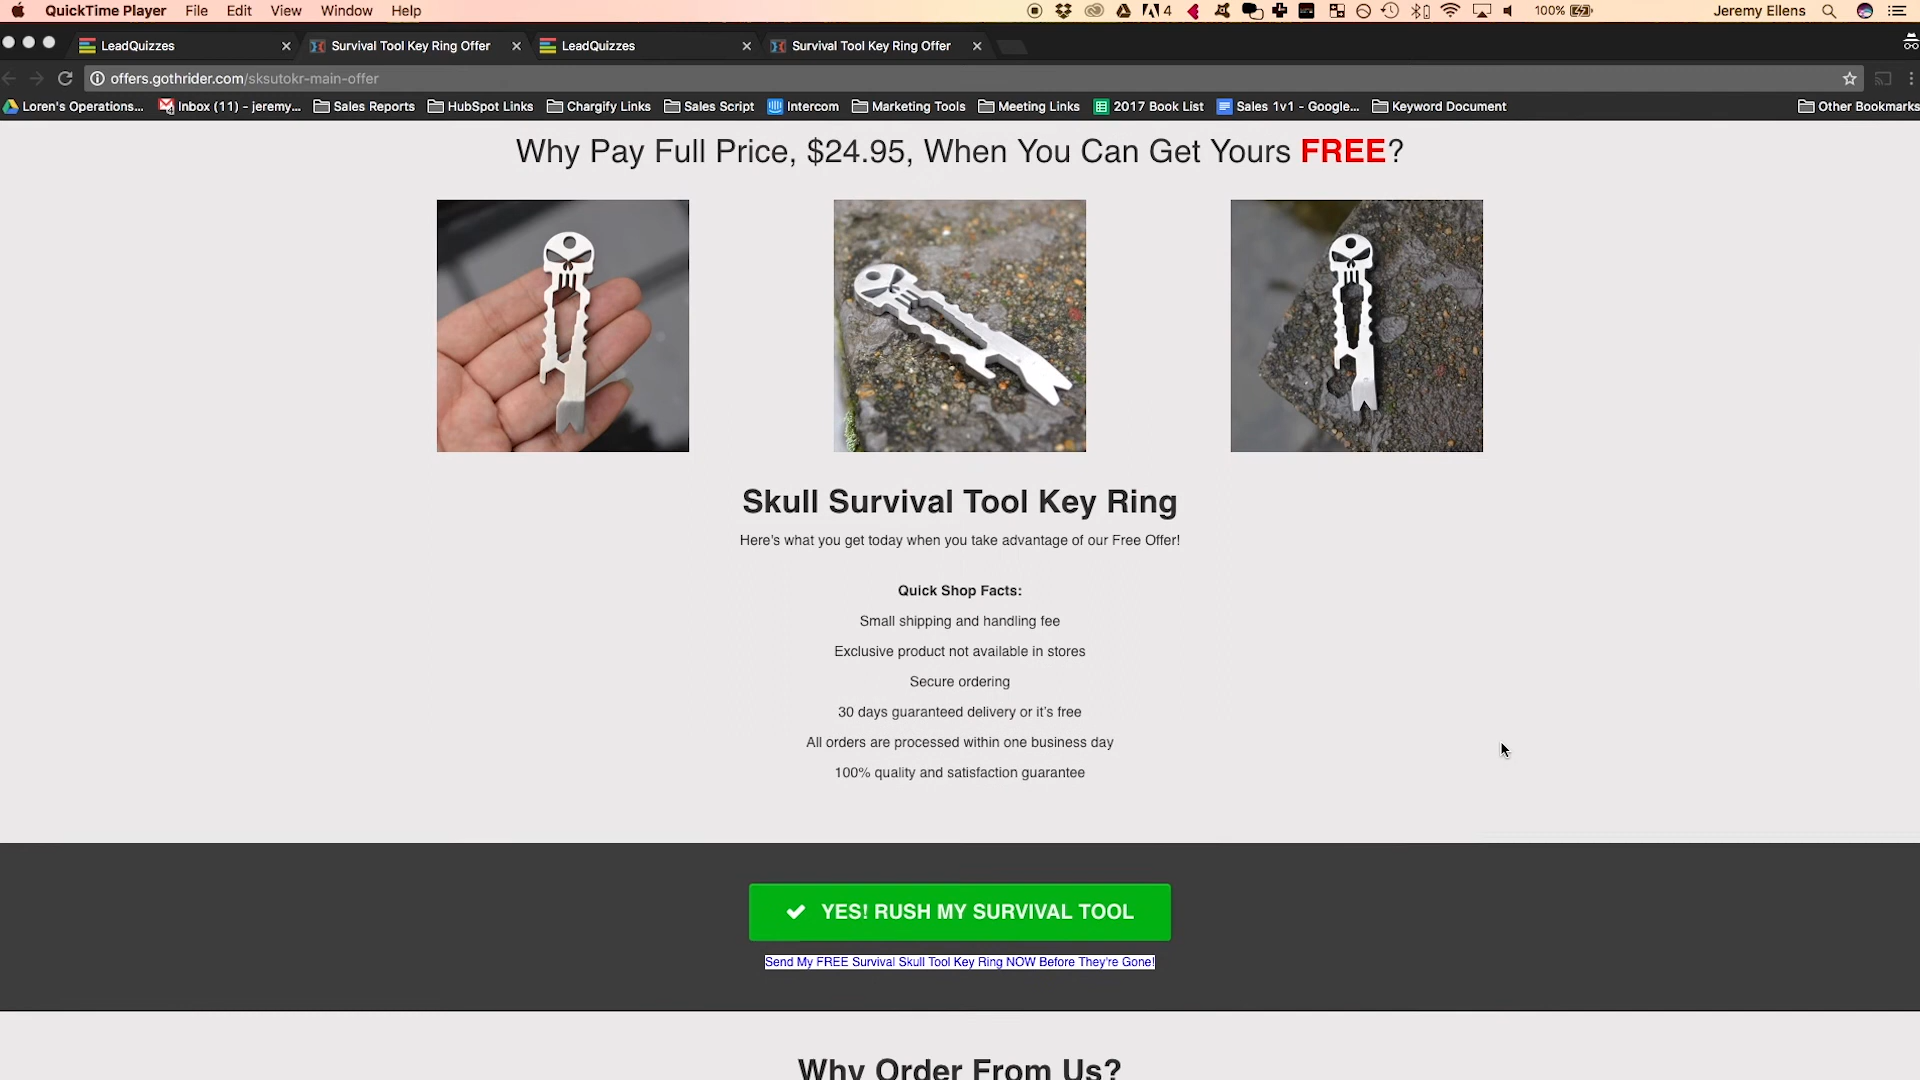 QuickTime Player File Edit View Window Help 4 100% Jeremy Ellens
LeadQuizzes Survival Tool Key Ring Offer LeadQuizzes Survival Tool Key Ring Offer
offers.gothrider.com/sksutokr-main-offer
Loren's Operations... Inbox (11) - jeremy... Sales Reports HubSpot Links Chargify Links Sales Script Intercom Marketing Tools Meeting Links 2017 Book List Sales 1v1 - Google... Keyword Document Other Bookmarks
Why Pay Full Price, $24.95, When You Can Get Yours FREE?
Skull Survival Tool Key Ring
Here's what you get today when you take advantage of our Free Offer!
Quick Shop Facts:
Small shipping and handling fee
Exclusive product not available in stores
Secure ordering
30 days guaranteed delivery or it's free
All orders are processed within one business day
100% quality and satisfaction guarantee
YES! RUSH MY SURVIVAL TOOL
Send My FREE Survival Skull Tool Key Ring NOW Before They're Gone!
Why Order From Us?